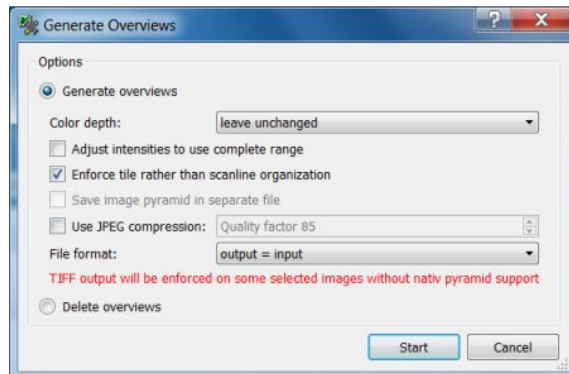 Generate Overviews
Options
Generate overviews
Color depth: leave unchanged
Adjust intensities to use complete range
Enforce tile rather than scanline organization
Save image pyramid in separate file
Use JPEG compression: Quality factor 85
File format: output = input
TIFF output will be enforced on some selected images without nativ pyramid support
Delete overviews
Start Cancel